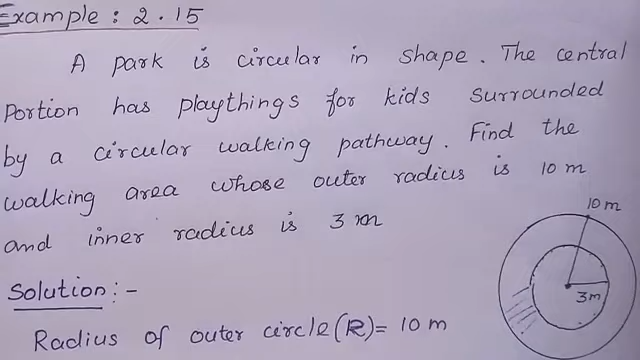 Example : 2.15
A park is circular in shape. The central
Portion has playthings for kids surrounded
by a circular walking pathway. Find the
walking area whose outer radius is 10 m
and inner radius is 3 m
10 m
3m
Solution :-
Radius of outer circle (R) = 10 m